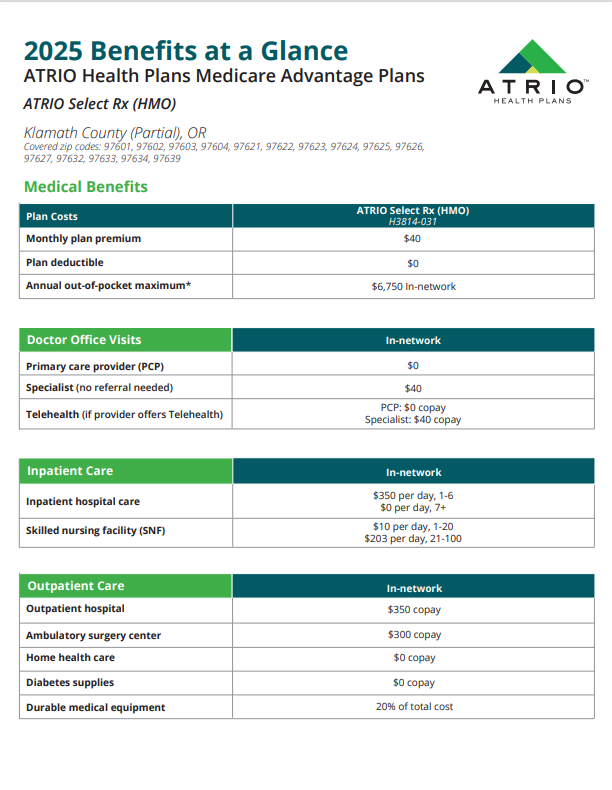 2025 Benefits at a Glance
ATRIO Health Plans Medicare Advantage Plans
ATRIO Select Rx (HMO)
ATRIO™
HEALTH PLANS
Klamath County (Partial), OR
Covered zip codes: 97601, 97602, 97603, 97604, 97621, 97622, 97623, 97624, 97625, 97626,
97627, 97632, 97633, 97634, 97639
Medical Benefits
Plan Costs
ATRIO Select Rx (HMO)
H3814-031
Monthly plan premium
$40
Plan deductible
$0
Annual out-of-pocket maximum*
$6,750 In-network
Doctor Office Visits
In-network
Primary care provider (PCP)
$0
Specialist (no referral needed)
$40
Telehealth (if provider offers Telehealth)
PCP: $0 copay
Specialist: $40 copay
Inpatient Care
In-network
Inpatient hospital care
$350 per day, 1-6
$0 per day, 7+
Skilled nursing facility (SNF)
$10 per day, 1-20
$203 per day, 21-100
Outpatient Care
In-network
Outpatient hospital
$350 copay
Ambulatory surgery center
$300 copay
Home health care
$0 copay
Diabetes supplies
$0 copay
Durable medical equipment
20% of total cost